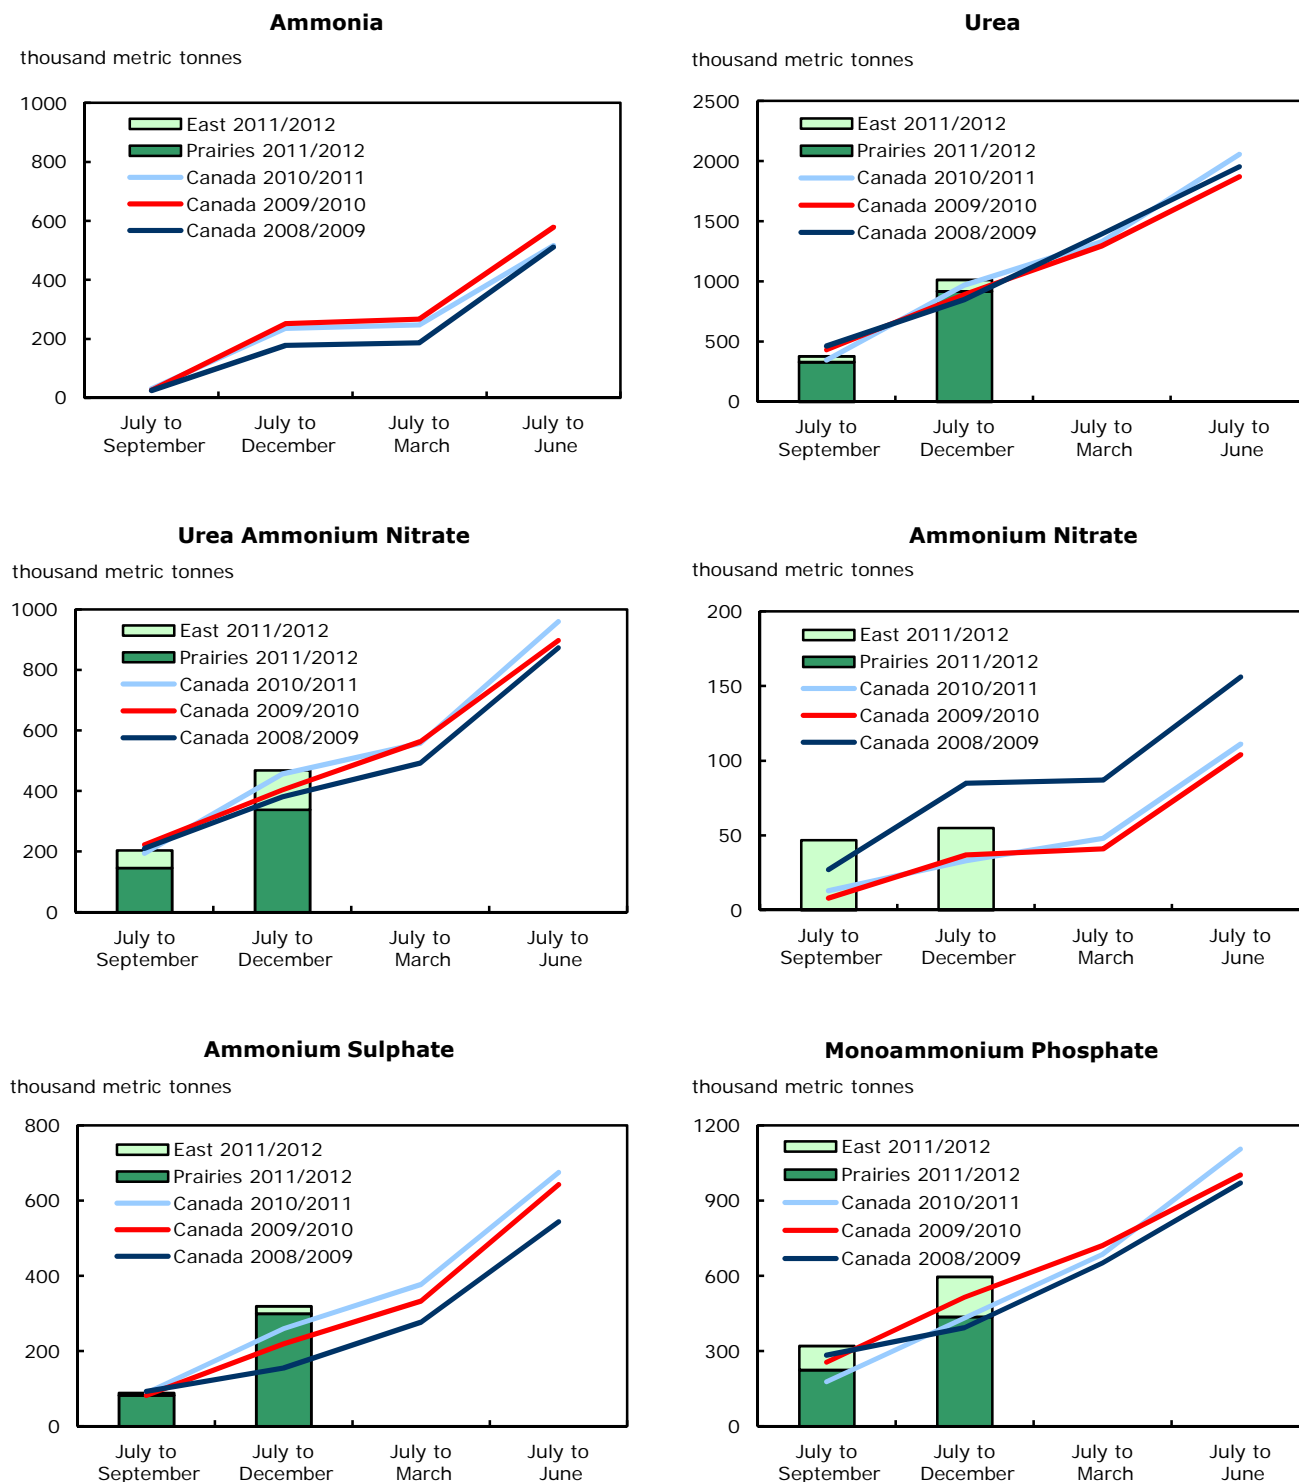 Ammonia
thousand metric tonnes
1000
800
600
400
200
0
East 2011/2012
Prairies 2011/2012
Canada 2010/2011
Canada 2009/2010
Canada 2008/2009
July to September
July to December
July to March
July to June
Urea
thousand metric tonnes
2500
2000
1500
1000
500
0
East 2011/2012
Prairies 2011/2012
Canada 2010/2011
Canada 2009/2010
Canada 2008/2009
July to September
July to December
July to March
July to June
Urea Ammonium Nitrate
thousand metric tonnes
1000
800
600
400
200
0
East 2011/2012
Prairies 2011/2012
Canada 2010/2011
Canada 2009/2010
Canada 2008/2009
July to September
July to December
July to March
July to June
Ammonium Nitrate
thousand metric tonnes
200
150
100
50
0
East 2011/2012
Prairies 2011/2012
Canada 2010/2011
Canada 2009/2010
Canada 2008/2009
July to September
July to December
July to March
July to June
Ammonium Sulphate
thousand metric tonnes
800
600
400
200
0
East 2011/2012
Prairies 2011/2012
Canada 2010/2011
Canada 2009/2010
Canada 2008/2009
July to September
July to December
July to March
July to June
Monoammonium Phosphate
thousand metric tonnes
1200
900
600
300
0
East 2011/2012
Prairies 2011/2012
Canada 2010/2011
Canada 2009/2010
Canada 2008/2009
July to September
July to December
July to March
July to June